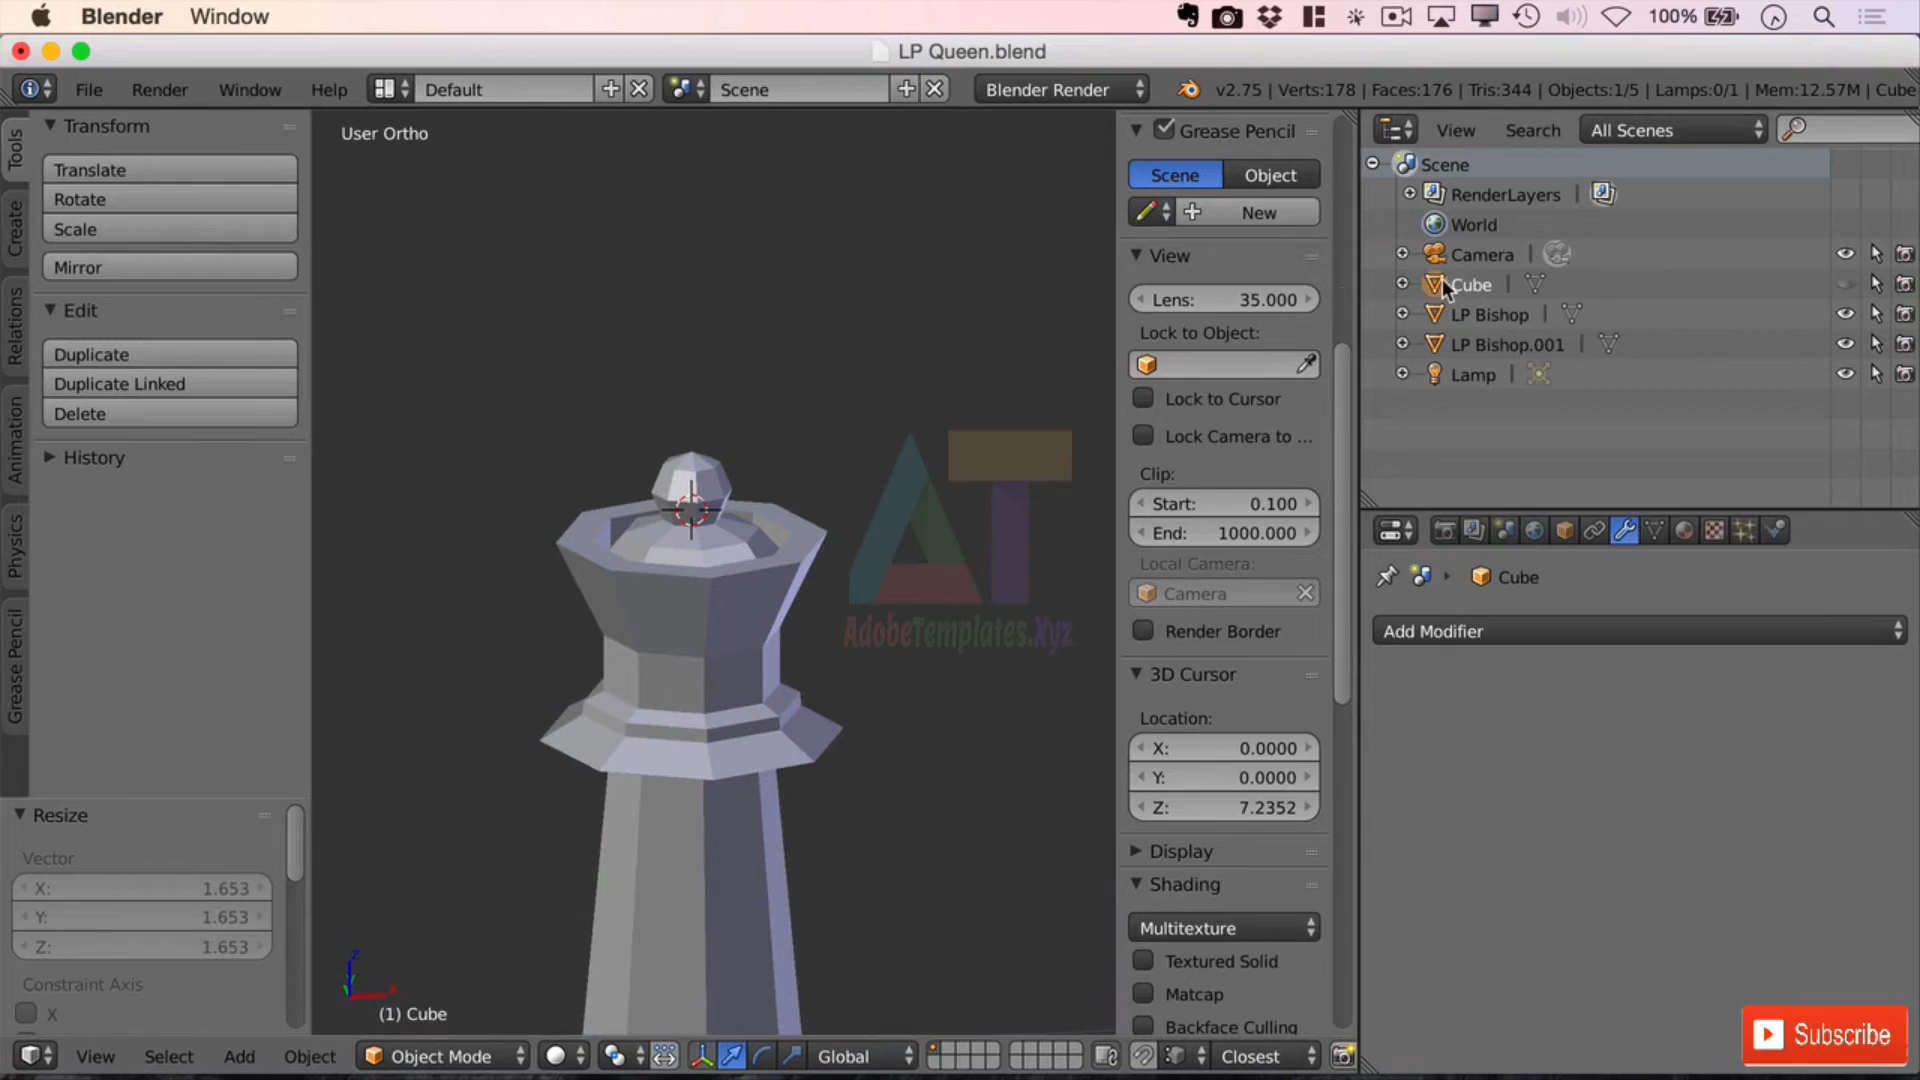 Blender Window 100%
LP Queen.blend
File Render Window Help Default Scene Blender Render v2.75 | Verts:178 | Faces:176 | Tris:344 | Objects:1/5 | Lamps:0/1 | Mem:12.57M | Cube
Tools
Create
Relations
Animation
Physics
Grease Pencil
Transform
Translate
Rotate
Scale
Mirror
Edit
Duplicate
Duplicate Linked
Delete
History
Resize
Vector
X: 1.653
Y: 1.653
Z: 1.653
Constraint Axis
X
User Ortho
AT
AdobeTemplates.Xyz
z
x
(1) Cube
Grease Pencil
Scene Object
New
View
Lens: 35.000
Lock to Object:
Lock to Cursor
Lock Camera to ...
Clip:
Start: 0.100
End: 1000.000
Local Camera:
Camera
Render Border
3D Cursor
Location:
X: 0.0000
Y: 0.0000
Z: 7.2352
Display
Shading
Multitexture
Textured Solid
Matcap
Backface Culling
View Search All Scenes
Scene
RenderLayers |
World
Camera |
Cube |
LP Bishop |
LP Bishop.001 |
Lamp |
Cube
Add Modifier
Subscribe
View Select Add Object Object Mode Global Closest